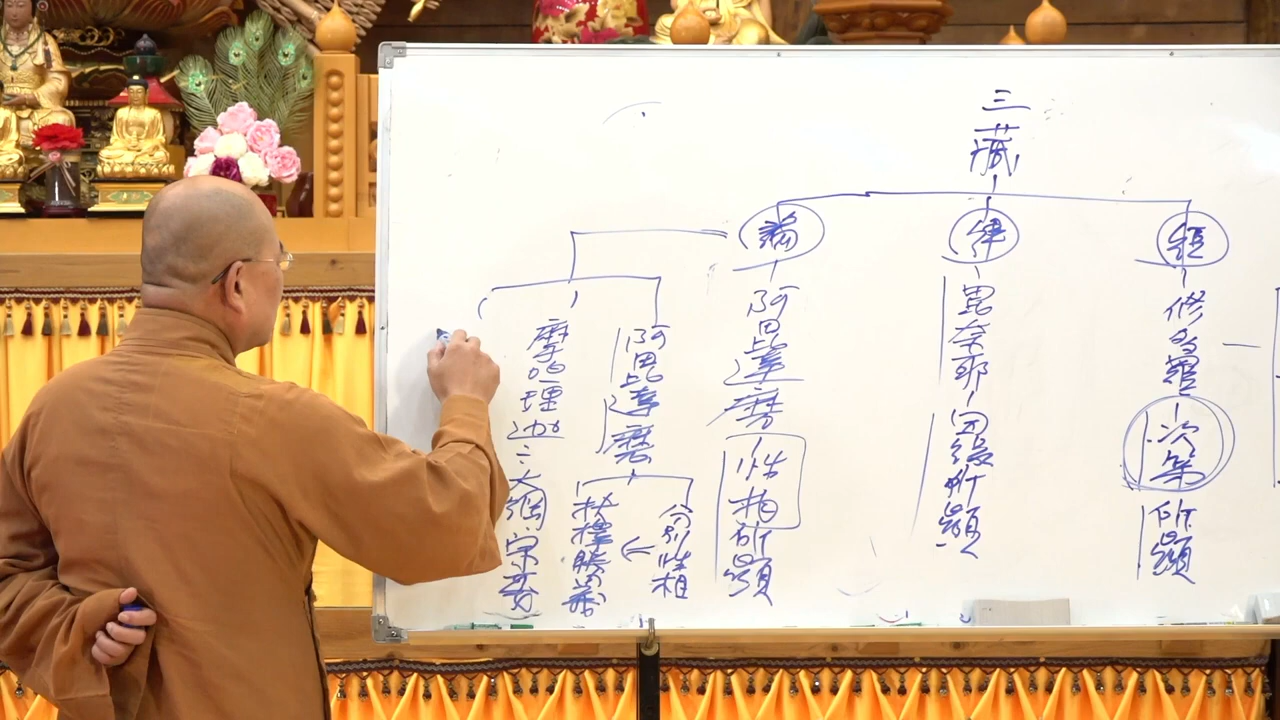 三藏
經
修多羅
次第
所顯
律
毘奈耶
因緣所顯
論
阿毘達磨
性相所顯
阿毘達磨
分別性相
抉擇勝義
摩呾理迦
大綱宗要